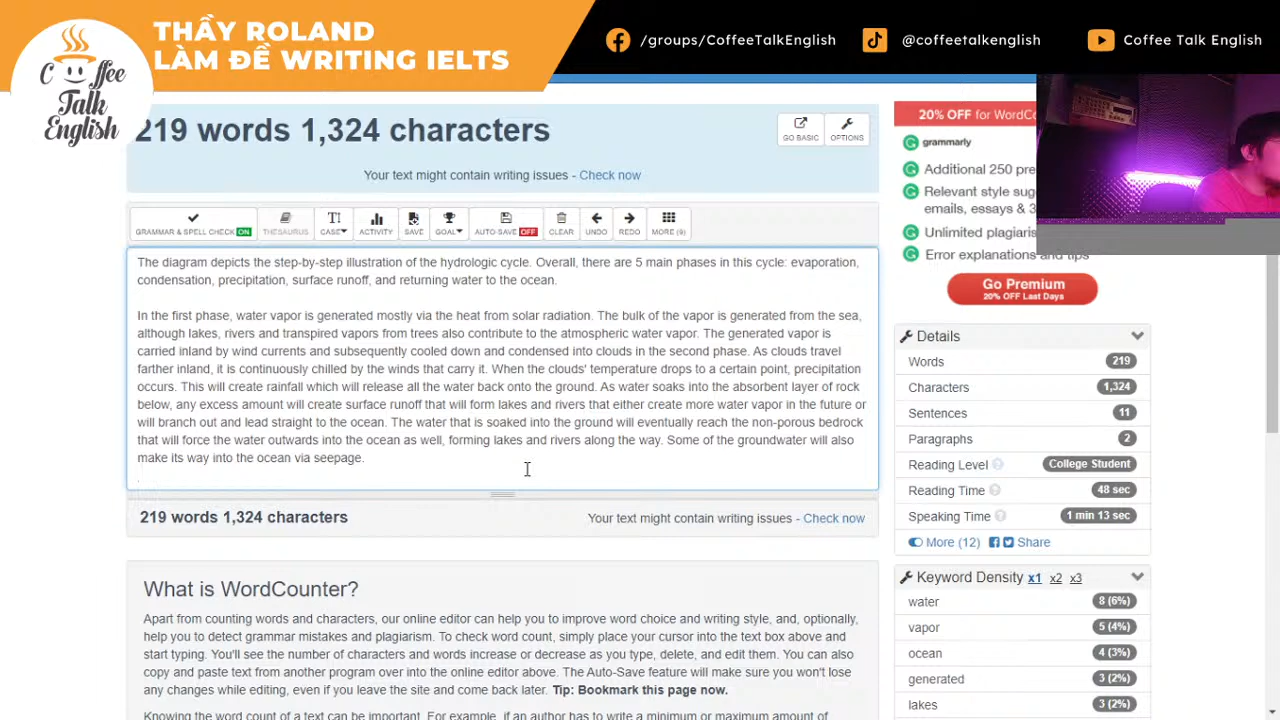 THẦY ROLAND
LÀM ĐỀ WRITING IELTS
/groups/CoffeeTalkEnglish
@coffeetalkenglish
Coffee Talk English
Coffee
Talk
English
219 words 1,324 characters
GO BASIC
OPTIONS
Your text might contain writing issues - Check now
GRAMMAR & SPELL CHECK ON
THESAURUS
CASE
ACTIVITY
SAVE
GOAL
AUTO-SAVE OFF
CLEAR
UNDO
REDO
MORE (9)
The diagram depicts the step-by-step illustration of the hydrologic cycle. Overall, there are 5 main phases in this cycle: evaporation,
condensation, precipitation, surface runoff, and returning water to the ocean.
In the first phase, water vapor is generated mostly via the heat from solar radiation. The bulk of the vapor is generated from the sea,
although lakes, rivers and transpired vapors from trees also contribute to the atmospheric water vapor. The generated vapor is
carried inland by wind currents and subsequently cooled down and condensed into clouds in the second phase. As clouds travel
farther inland, it is continuously chilled by the winds that carry it. When the clouds' temperature drops to a certain point, precipitation
occurs. This will create rainfall which will release all the water back onto the ground. As water soaks into the absorbent layer of rock
below, any excess amount will create surface runoff that will form lakes and rivers that either create more water vapor in the future or
will branch out and lead straight to the ocean. The water that is soaked into the ground will eventually reach the non-porous bedrock
that will force the water outwards into the ocean as well, forming lakes and rivers along the way. Some of the groundwater will also
make its way into the ocean via seepage.
219 words 1,324 characters
Your text might contain writing issues - Check now
What is WordCounter?
Apart from counting words and characters, our online editor can help you to improve word choice and writing style, and, optionally,
help you to detect grammar mistakes and plagiarism. To check word count, simply place your cursor into the text box above and
start typing. You'll see the number of characters and words increase or decrease as you type, delete, and edit them. You can also
copy and paste text from another program over into the online editor above. The Auto-Save feature will make sure you won't lose
any changes while editing, even if you leave the site and come back later. Tip: Bookmark this page now.
Knowing the word count of a text can be important. For example, if an author has to write a minimum or maximum amount of
20% OFF for WordCo
grammarly
Additional 250 pre
Relevant style sug
emails, essays & 3
Unlimited plagiaris
Error explanations and tips
Go Premium
20% OFF Last Days
Details
Words 219
Characters 1,324
Sentences 11
Paragraphs 2
Reading Level College Student
Reading Time 48 sec
Speaking Time 1 min 13 sec
More (12) Share
Keyword Density x1 x2 x3
water 8 (6%)
vapor 5 (4%)
ocean 4 (3%)
generated 3 (2%)
lakes 3 (2%)